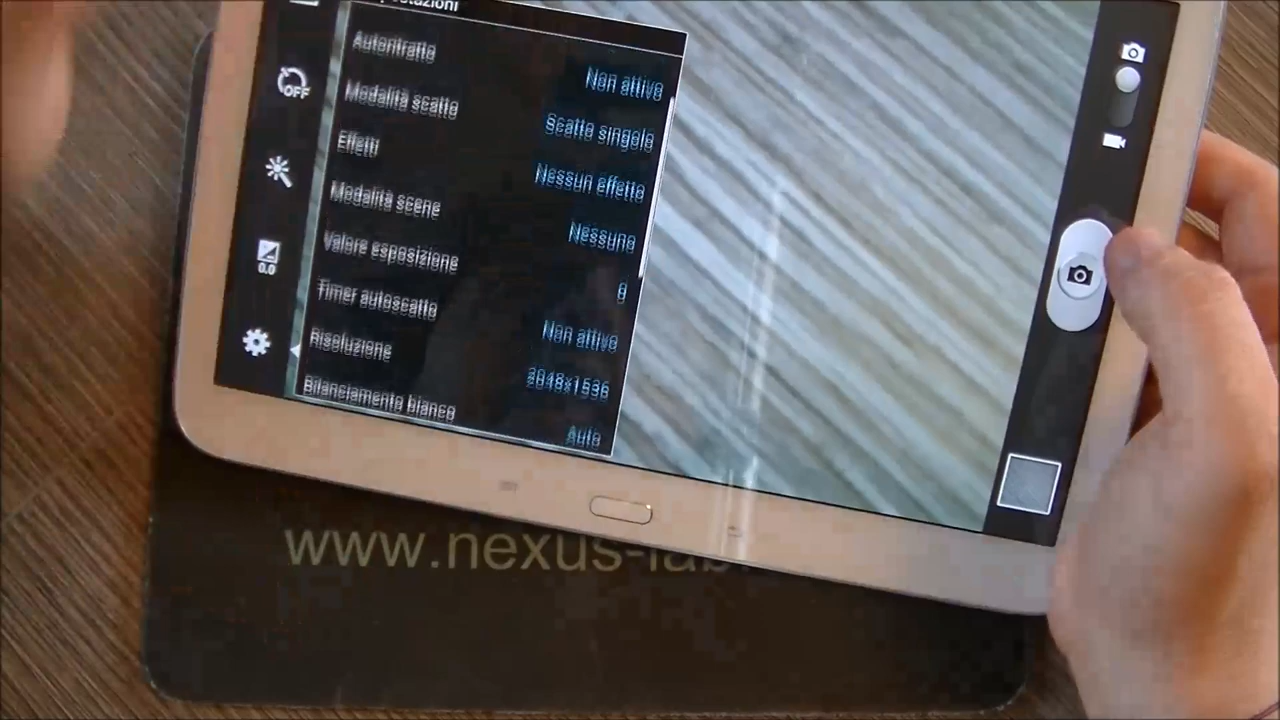 Autoritratto
Non attivo
Modalità scatto
Scatto singolo
Effetti
Nessun effetto
Modalità scene
Nessuno
Valore esposizione
0
Timer autoscatto
Non attivo
Risoluzione
2048x1536
Bilanciamento bianco
Auto
OFF
0.0
www.nexus-lab